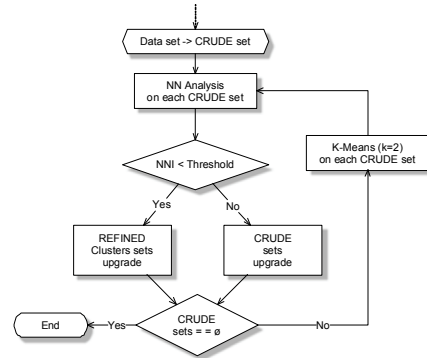 Data set -> CRUDE set
NN Analysis
on each CRUDE set
K-Means (k=2)
on each CRUDE set
NNI < Threshold
Yes
No
REFINED
Clusters sets
upgrade
CRUDE
sets
upgrade
CRUDE
sets = = ø
Yes
No
End